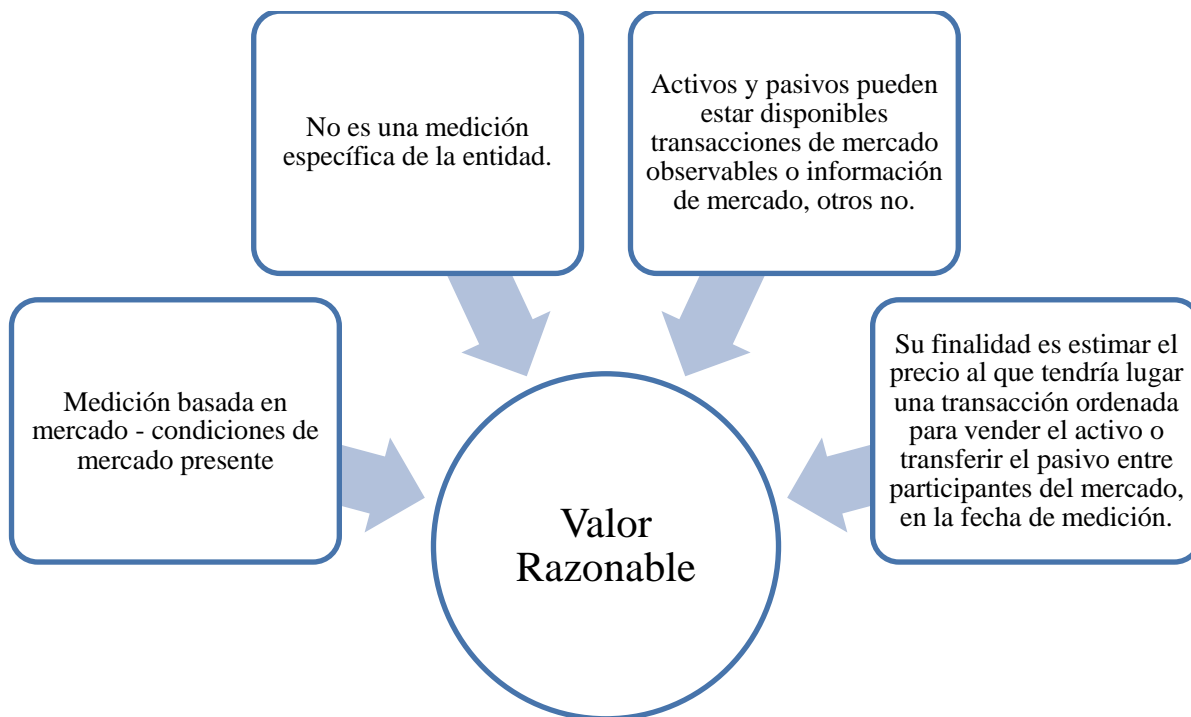 No es una medición
específica de la entidad.
Activos y pasivos pueden
estar disponibles
transacciones de mercado
observables o información
de mercado, otros no.
Medición basada en
mercado - condiciones de
mercado presente
Su finalidad es estimar el
precio al que tendría lugar
una transacción ordenada
para vender el activo o
transferir el pasivo entre
participantes del mercado,
en la fecha de medición.
Valor
Razonable